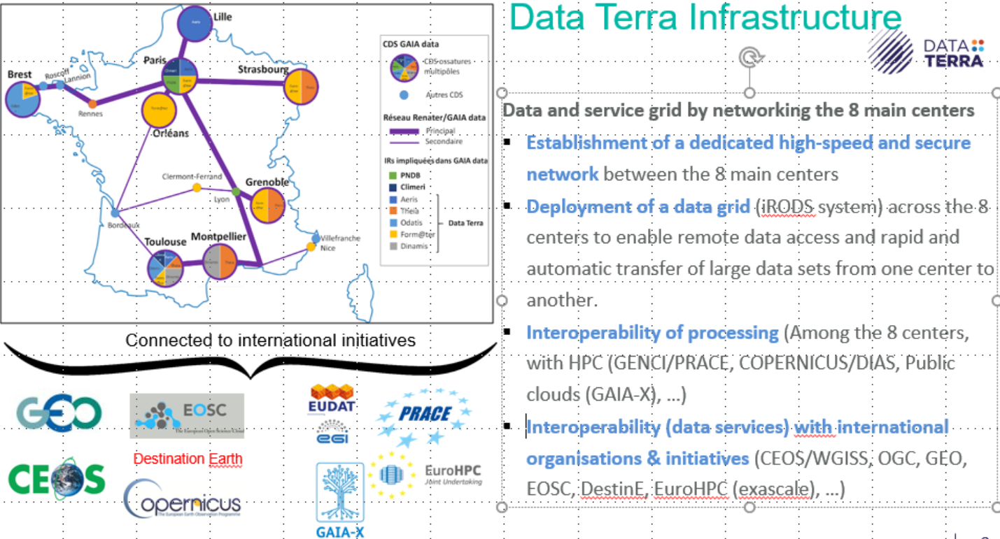 Data Terra Infrastructure
DATA
TERRA
Lille
Aeris
Paris
Climeri
Aeris
PNDB
Strasbourg
Theia
Brest
Roscoff
Lannion
Rennes
Orléans
Clermont-Ferrand
Lyon
Grenoble
Bordeaux
Toulouse
Montpellier
Dinamis
Theia
Villefranche
Nice
CDS GAIA data
CDS ossatures
multipôles
Autres CDS
Réseau Renater/GAIA data
Principal
Secondaire
IRs impliquées dans GAIA data
PNDB
Climeri
Aeris
Theia
Odatis
Form@ter
Dinamis
Data Terra
Data and service grid by networking the 8 main centers
Establishment of a dedicated high-speed and secure
network between the 8 main centers
Deployment of a data grid (iRODS system) across the 8
centers to enable remote data access and rapid and
automatic transfer of large data sets from one center to
another.
Interoperability of processing (Among the 8 centers,
with HPC (GENCI/PRACE, COPERNICUS/DIAS, Public
clouds (GAIA-X), ...)
Interoperability (data services) with international
organisations & initiatives (CEOS/WGISS, OGC, GEO,
EOSC, DestinE, EuroHPC (exascale), ...)
Connected to international initiatives
GEO
EOSC
The European Open Science Cloud
EUDAT
egi
PRACE
Destination Earth
CEOS
opernicus
The European Earth Observation Programme
GAIA-X
EuroHPC
Joint Undertaking